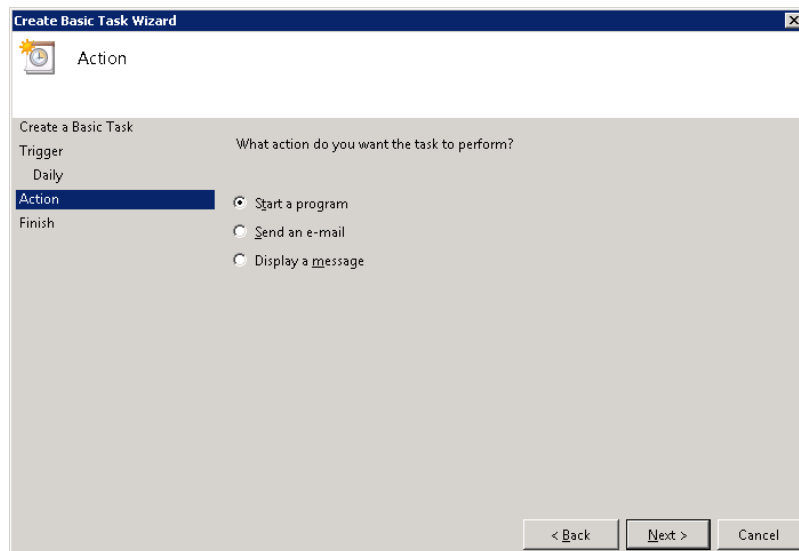 Create Basic Task Wizard
Action
Create a Basic Task
Trigger
Daily
Action
Finish
What action do you want the task to perform?
Start a program
Send an e-mail
Display a message
< Back
Next >
Cancel